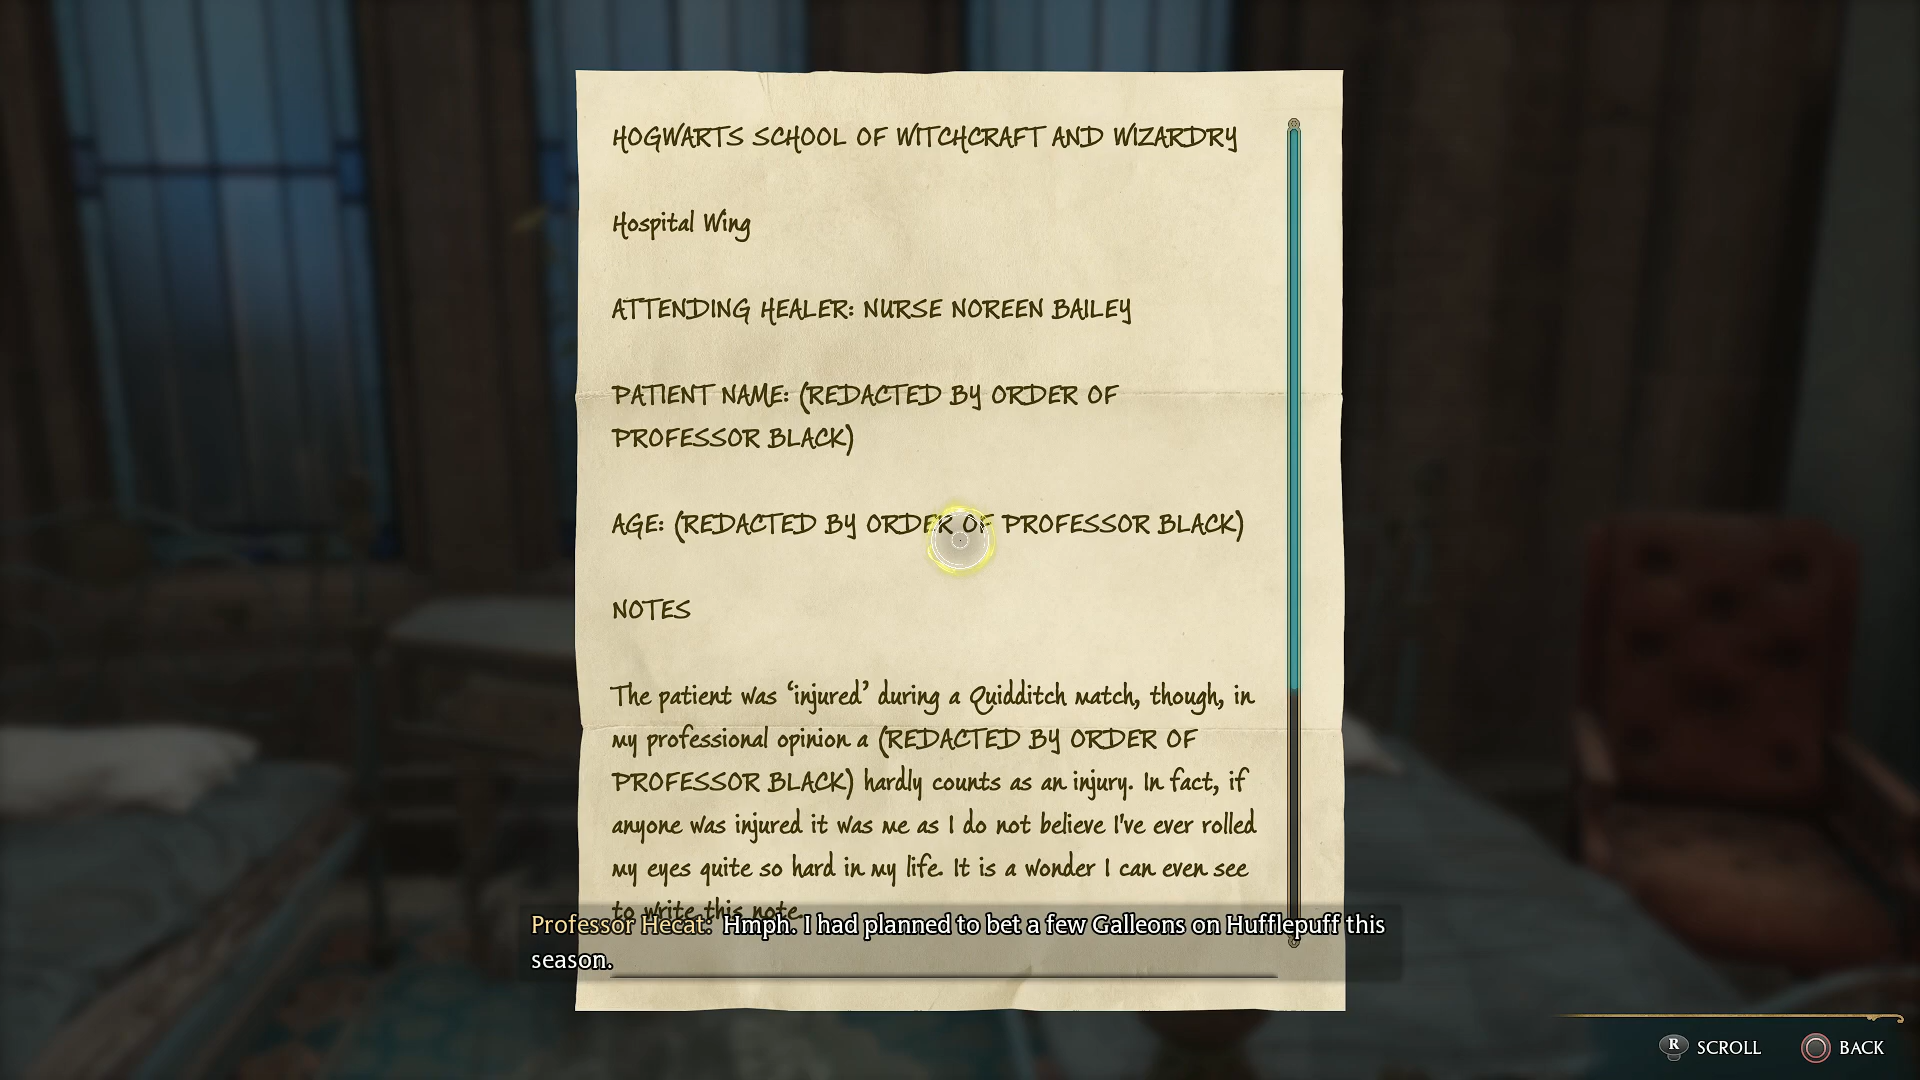 HOGWARTS SCHOOL OF WITCHCRAFT AND WIZARDRY
Hospital Wing
ATTENDING HEALER: NURSE NOREEN BAILEY
PATIENT NAME: (REDACTED BY ORDER OF
PROFESSOR BLACK)
AGE: (REDACTED BY ORDER OF PROFESSOR BLACK)
NOTES
The patient was ‘injured’ during a Quidditch match, though, in
my professional opinion a (REDACTED BY ORDER OF
PROFESSOR BLACK) hardly counts as an injury. In fact, if
anyone was injured it was me as I do not believe I've ever rolled
my eyes quite so hard in my life. It is a wonder I can even see
to write this note.
Professor Hecat: Hmph. I had planned to bet a few Galleons on Hufflepuff this
season.
R SCROLL BACK